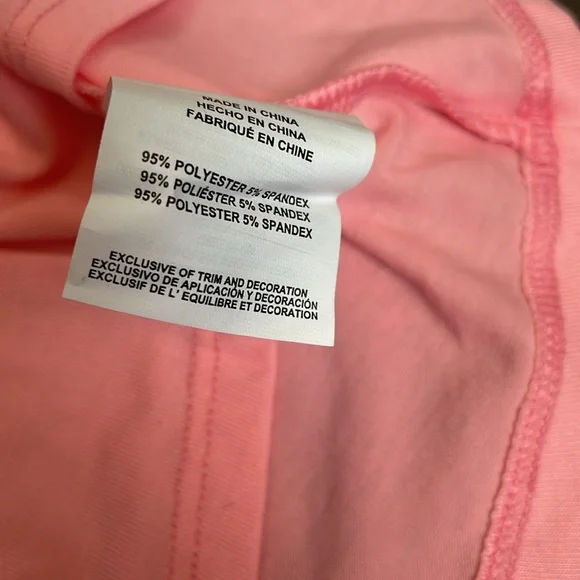 MADE IN CHINA
HECHO EN CHINA
FABRIQUÉ EN CHINE
95% POLYESTER 5% SPANDEX
95% POLIÉSTER 5% SPANDEX
95% POLYESTER 5% SPANDEX
EXCLUSIVE OF TRIM AND DECORATION
EXCLUSIVO DE APLICACIÓN Y DECORACIÓN
EXCLUSIF DE L' EQUILIBRE ET DECORATION